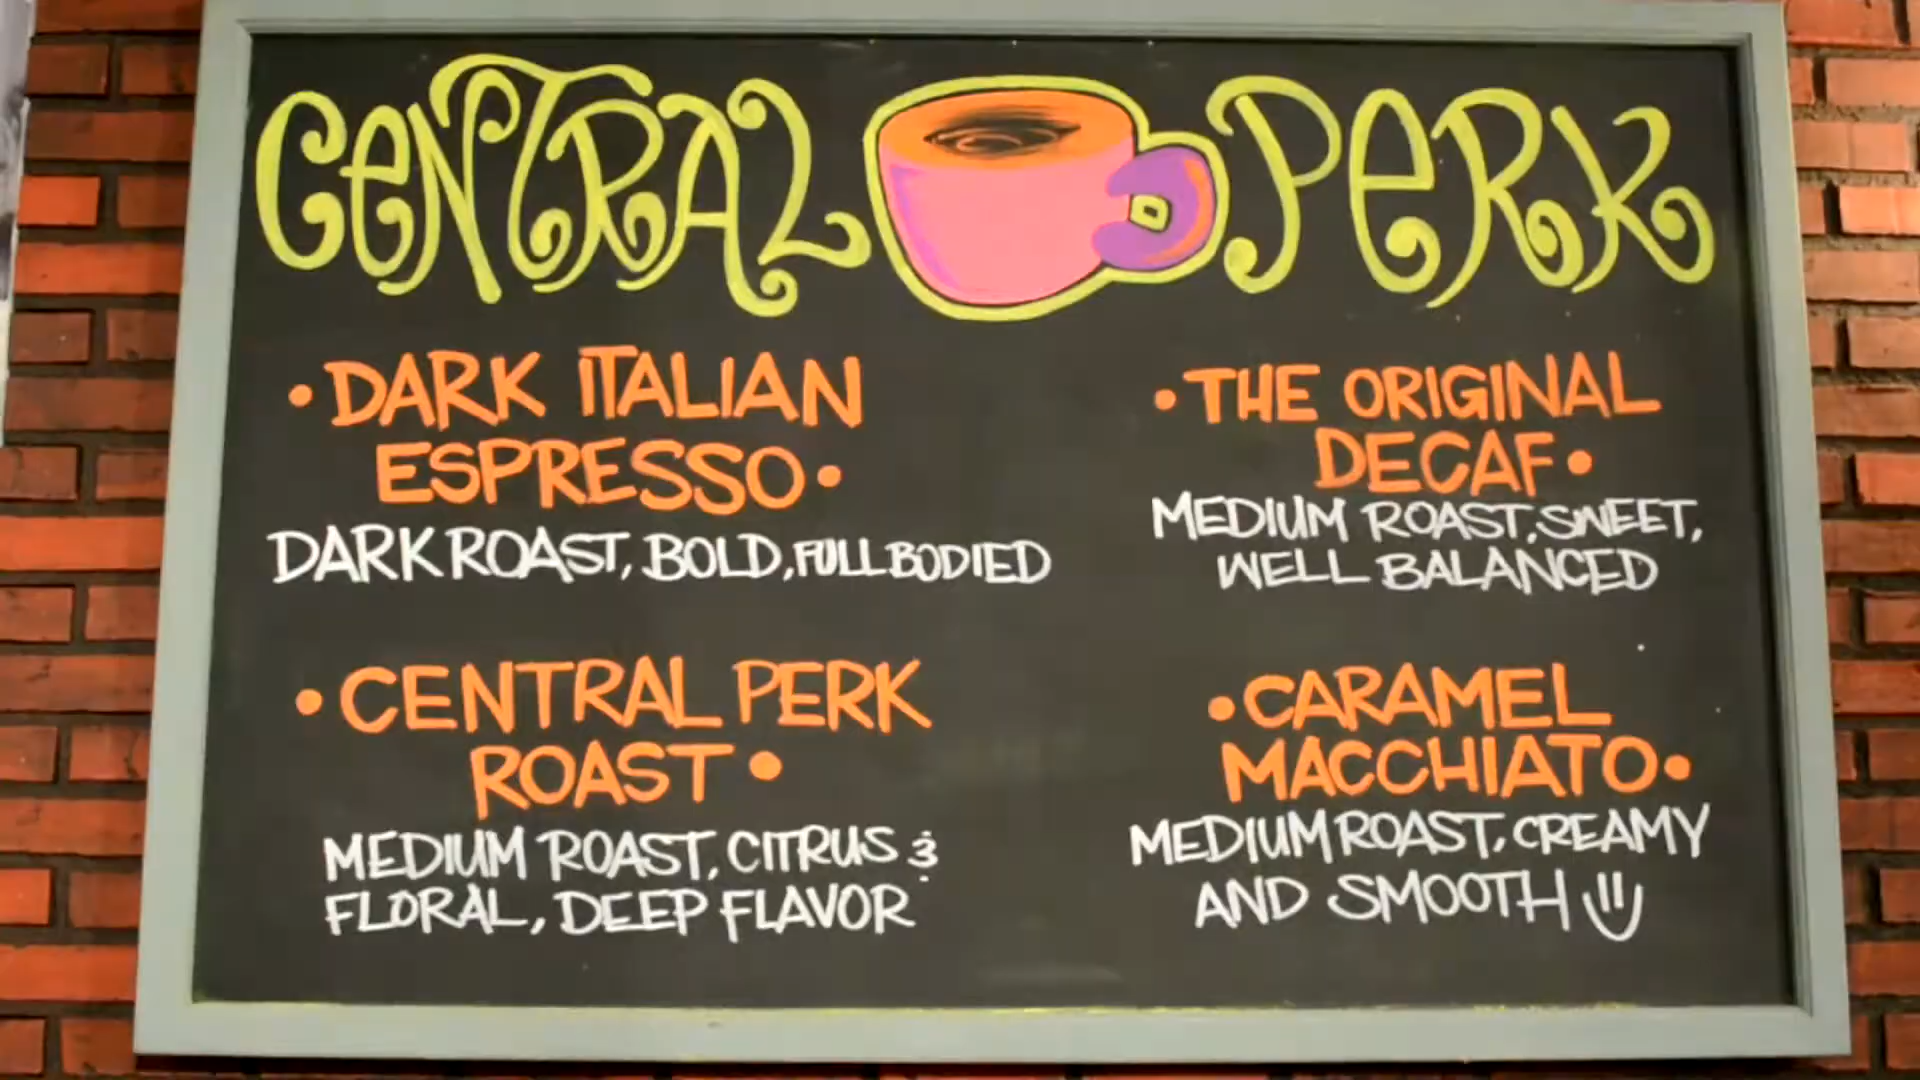 CENTRAL PERK
• DARK ITALIAN
ESPRESSO •
DARK ROAST, BOLD, FULL BODIED
• CENTRAL PERK
ROAST •
MEDIUM ROAST, CITRUS &
FLORAL, DEEP FLAVOR
• THE ORIGINAL
DECAF •
MEDIUM ROAST, SWEET,
WELL BALANCED
• CARAMEL
MACCHIATO •
MEDIUM ROAST, CREAMY
AND SMOOTH